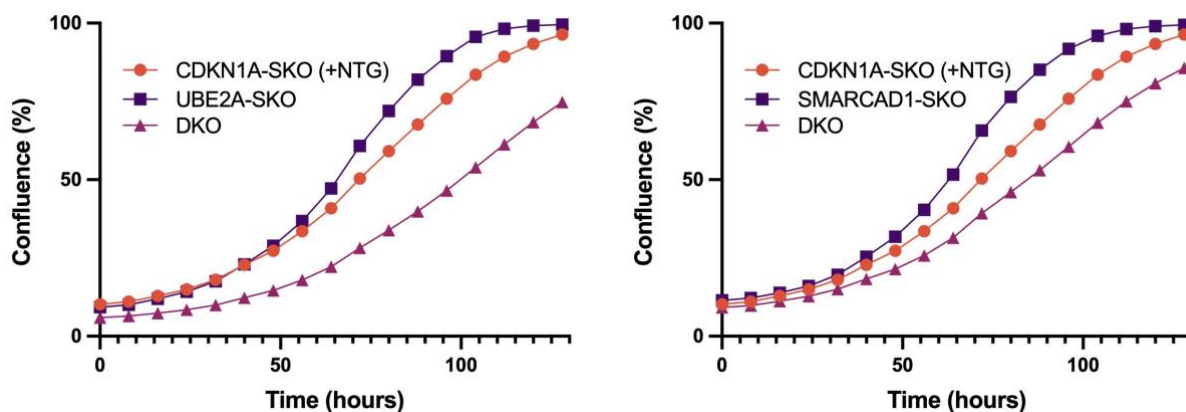 100
50
0
Confluence (%)
CDKN1A-SKO (+NTG)
UBE2A-SKO
DKO
0
50
100
Time (hours)
100
50
0
Confluence (%)
CDKN1A-SKO (+NTG)
SMARCAD1-SKO
DKO
0
50
100
Time (hours)